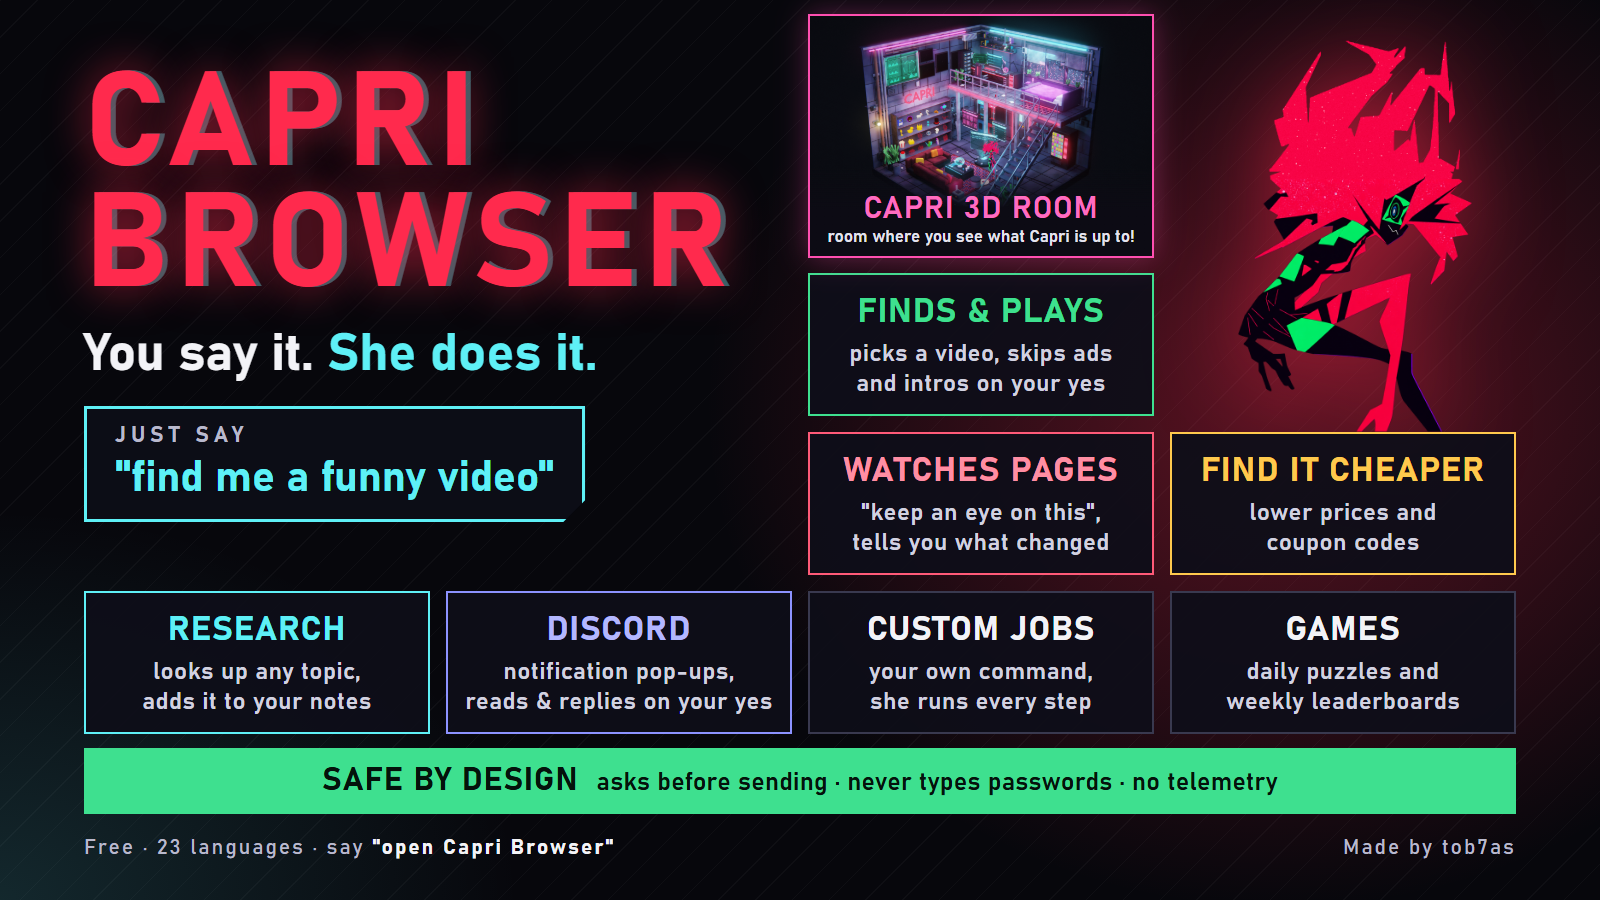 CAPRI
BROWSER
You say it. She does it.
JUST SAY
"find me a funny video"
CAPRI
CAPRI 3D ROOM
room where you see what Capri is up to!
FINDS & PLAYS
picks a video, skips ads
and intros on your yes
WATCHES PAGES
"keep an eye on this",
tells you what changed
FIND IT CHEAPER
lower prices and
coupon codes
RESEARCH
looks up any topic,
adds it to your notes
DISCORD
notification pop-ups,
reads & replies on your yes
CUSTOM JOBS
your own command,
she runs every step
GAMES
daily puzzles and
weekly leaderboards
SAFE BY DESIGN asks before sending · never types passwords · no telemetry
Free · 23 languages · say "open Capri Browser"
Made by tob7as